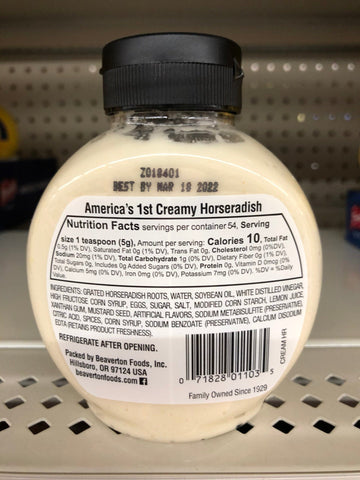 Z018401
BEST BY MAR 18 2022
America's 1st Creamy Horseradish
Nutrition Facts servings per container 54, Serving
size 1 teaspoon (5g), Amount per serving: Calories 10, Total Fat
0.5g (1% DV), Saturated Fat 0g (1% DV), Trans Fat 0g, Cholesterol 0mg (0%DV),
Sodium 20mg (1% DV), Total Carbohydrate 1g (0% DV), Dietary Fiber 0g (1% DV),
Total Sugars 0g, Includes 0g Added Sugars (0% DV), Protein 0g, Vitamin D 0mcg (0%
DV), Calcium 5mg (0% DV), Iron 0mg (0% DV), Potassium 7mg (0% DV). %DV = %Daily
Value.
INGREDIENTS: GRATED HORSERADISH ROOTS, WATER, SOYBEAN OIL, WHITE DISTILLED VINEGAR,
HIGH FRUCTOSE CORN SYRUP, EGGS, SUGAR, SALT, MODIFIED CORN STARCH, LEMON JUICE,
XANTHAN GUM, MUSTARD SEED, ARTIFICIAL FLAVORS, SODIUM METABISULFITE (PRESERVATIVE),
CITRIC ACID, SPICES, CORN SYRUP, SODIUM BENZOATE (PRESERVATIVE), CALCIUM DISODIUM
EDTA (RETAINS PRODUCT FRESHNESS).
REFRIGERATE AFTER OPENING.
Packed by Beaverton Foods, Inc.
Hillsboro, OR 97124 USA
beavertonfoods.com f
0 71828 01103 5
CREAM HR
Family Owned Since 1929